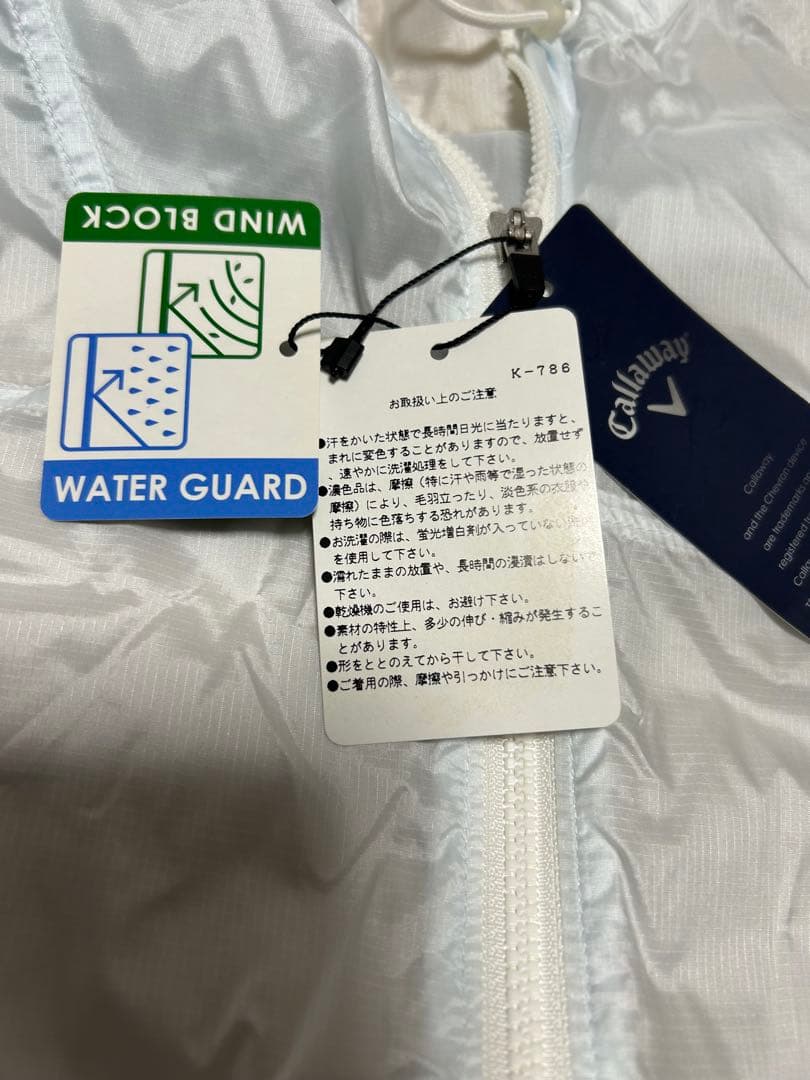 WIND BLOCK
WATER GUARD
K-786
お取扱い上のご注意
●汗をかいた状態で長時間日光に当たりますと、
まれに変色することがありますので、放置せず
、速やかに洗濯処理をして下さい。
●濃色品は、摩擦（特に汗や雨等で湿った状態の
摩擦）により、毛羽立ったり、淡色系の衣服や
持ち物に色落ちする恐れがあります。
●お洗濯の際は、蛍光増白剤が入っていない
を使用して下さい。
●濡れたままの放置や、長時間の浸漬はしないで
下さい。
●乾燥機のご使用は、お避け下さい。
●素材の特性上、多少の伸び・縮みが発生するこ
とがあります。
●形をととのえてから干して下さい。
●ご着用の際、摩擦や引っかけにご注意下さい。
Callaway
Callaway
and the Chevron device
are trademarks
registered